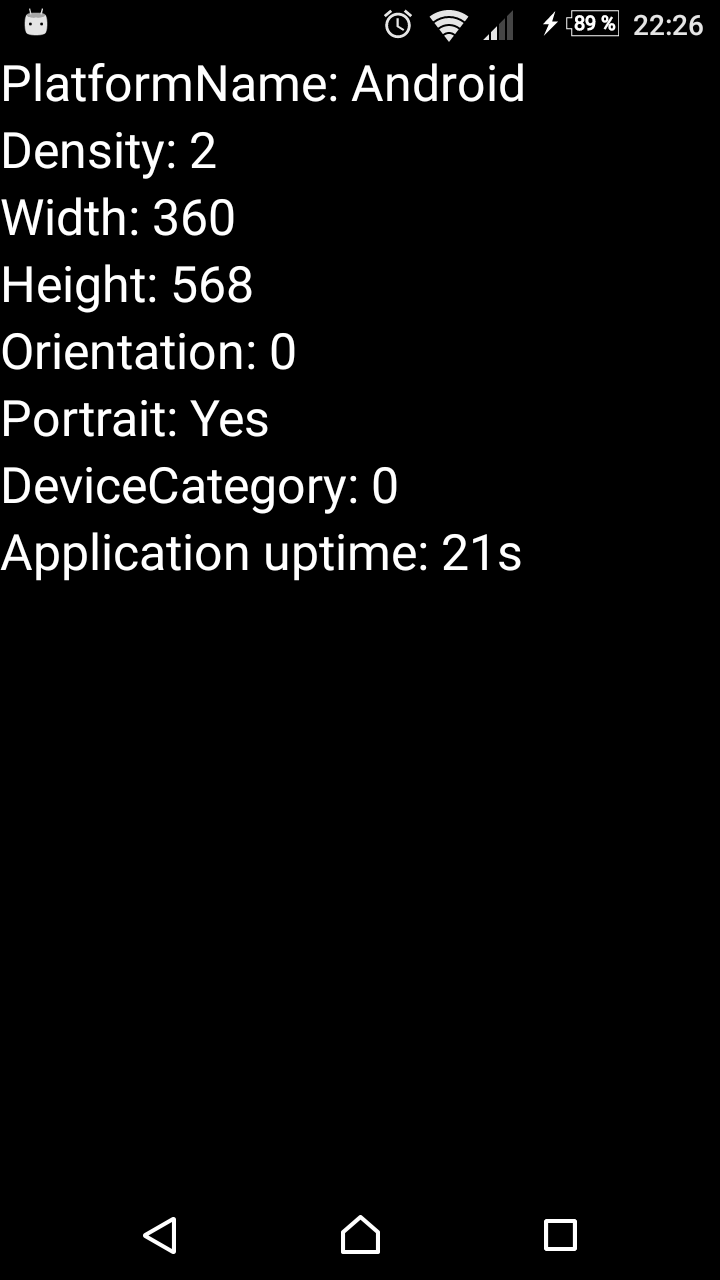 89 % 22:26
PlatformName: Android
Density: 2
Width: 360
Height: 568
Orientation: 0
Portrait: Yes
DeviceCategory: 0
Application uptime: 21s